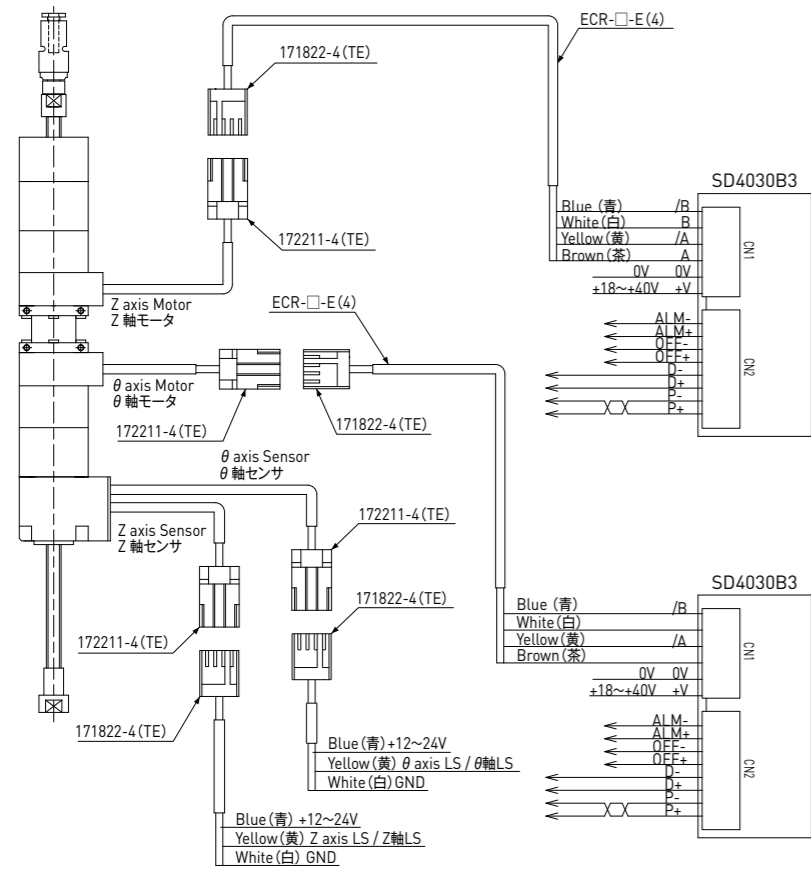 171822-4(TE)
ECR-□-E(4)
172211-4(TE)
SD4030B3
Blue (青) /B
White(白) B
Yellow(黄) /A
Brown(茶) A
0V 0V
+18~+40V +V
CN1
ALM-
ALM+
OFF-
OFF+
D-
D+
P-
P+
CN2
Z axis Motor
Z 軸モータ
ECR-□-E(4)
θ axis Motor
θ 軸モータ
172211-4(TE)
171822-4(TE)
θ axis Sensor
θ 軸センサ
Z axis Sensor
Z 軸センサ
172211-4(TE)
171822-4(TE)
172211-4(TE)
171822-4(TE)
SD4030B3
Blue (青) /B
White(白)
Yellow(黄) /A
Brown(茶)
0V 0V
+18~+40V +V
CN1
ALM-
ALM+
OFF-
OFF+
D-
D+
P-
P+
CN2
Blue(青)+12~24V
Yellow(黄) θ axis LS / θ軸LS
White(白)GND
Blue(青) +12~24V
Yellow(黄) Z axis LS / Z軸LS
White(白) GND